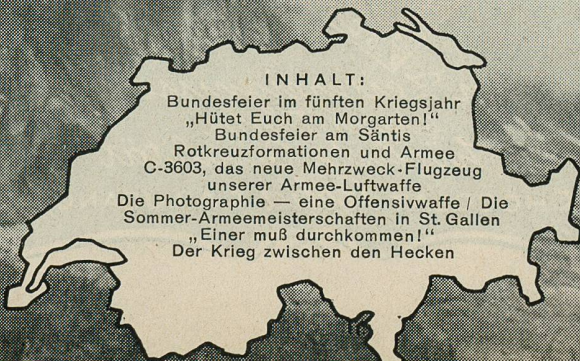 INHALT:
Bundesfeier im fünften Kriegsjahr
„Hütet Euch am Morgarten!“
Bundesfeier am Säntis
Rotkreuzformationen und Armee
C-3603, das neue Mehrzweck-Flugzeug
unserer Armee-Luftwaffe
Die Photographie — eine Offensivwaffe / Die
Sommer-Armeemeisterschaften in St. Gallen
„Einer muß durchkommen!“
Der Krieg zwischen den Hecken